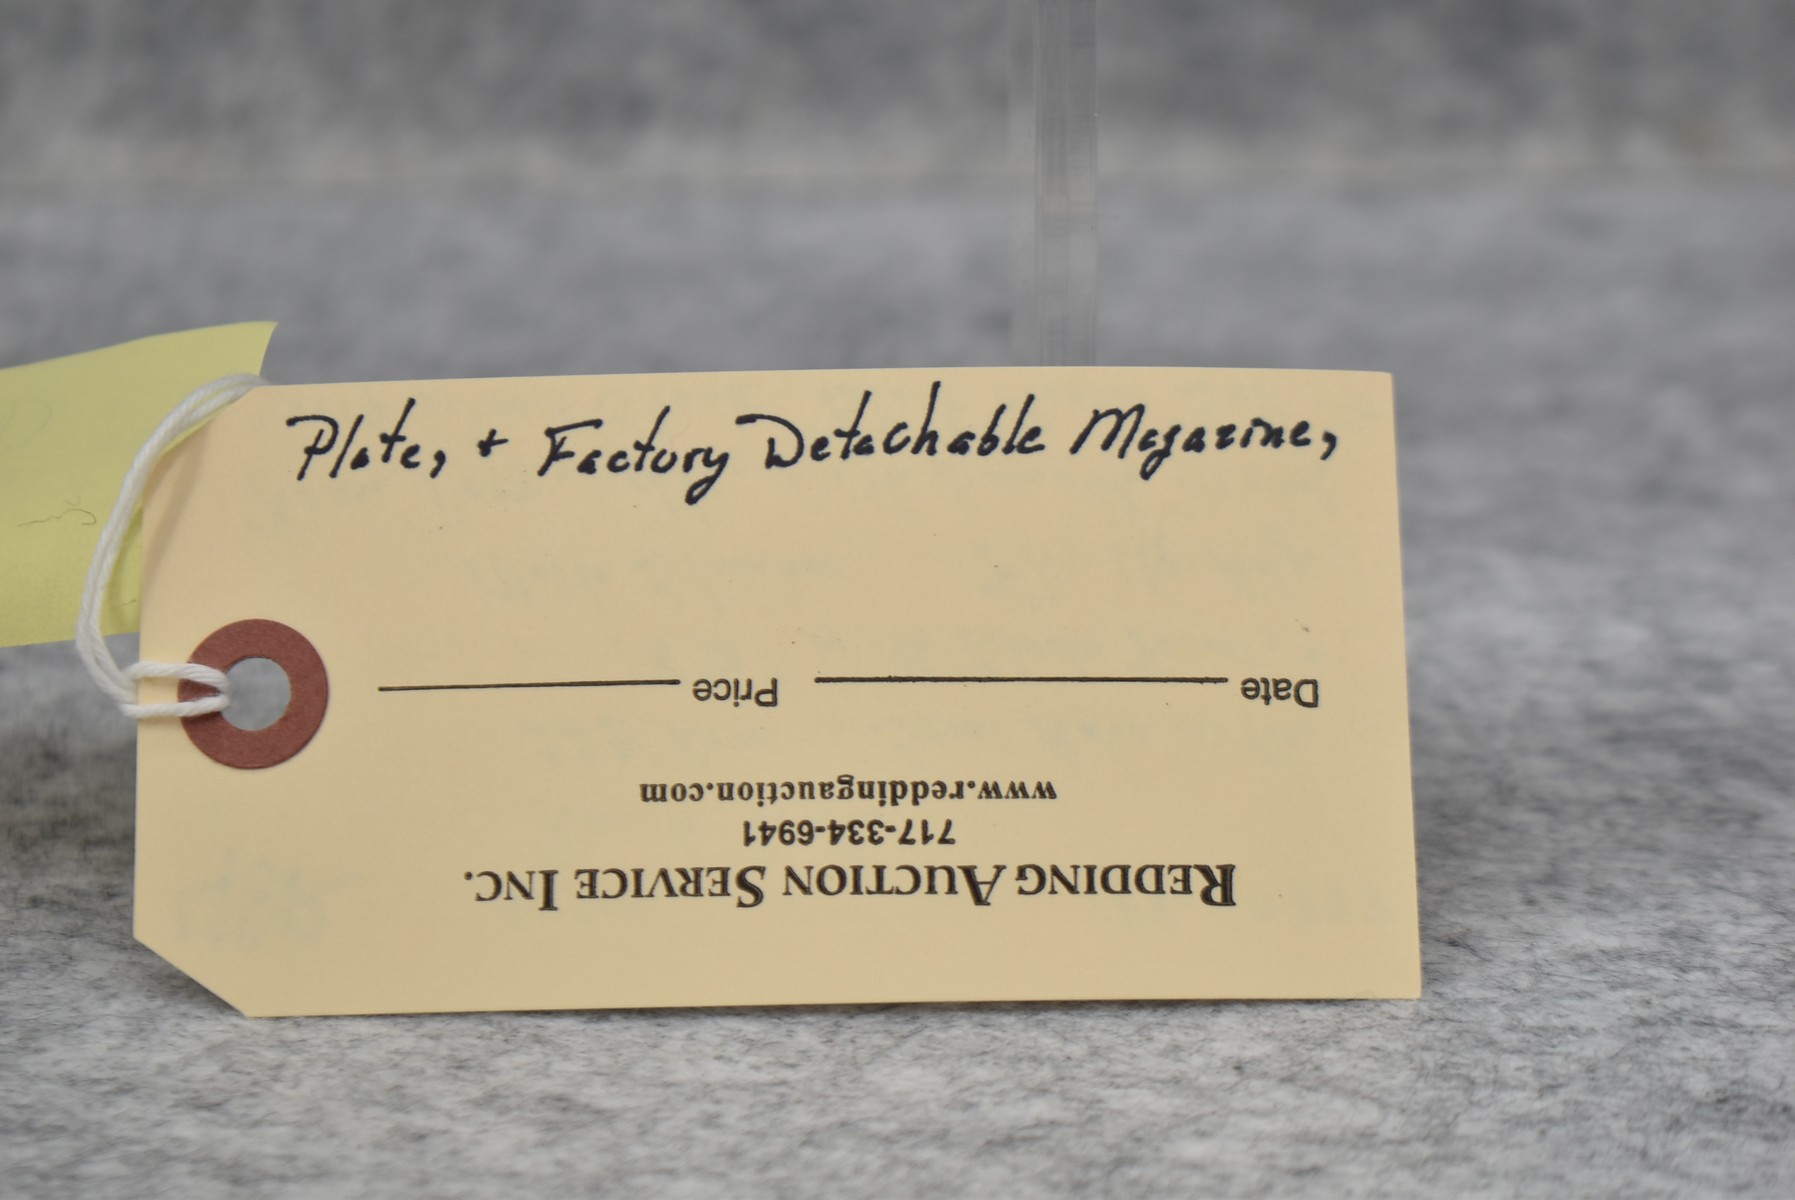 Plate, + Factory Detachable Magazine,
REDDING AUCTION SERVICE INC.
717-334-6941
www.reddingauction.com
Date Price